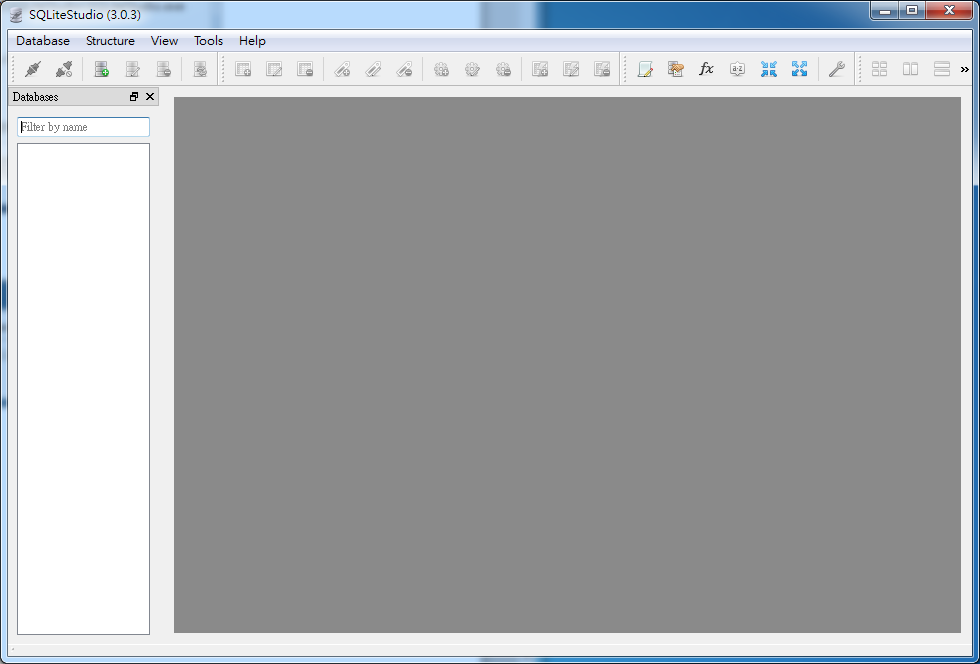 SQLiteStudio (3.0.3)
Database Structure View Tools Help
fx a·z »
Databases
Filter by name